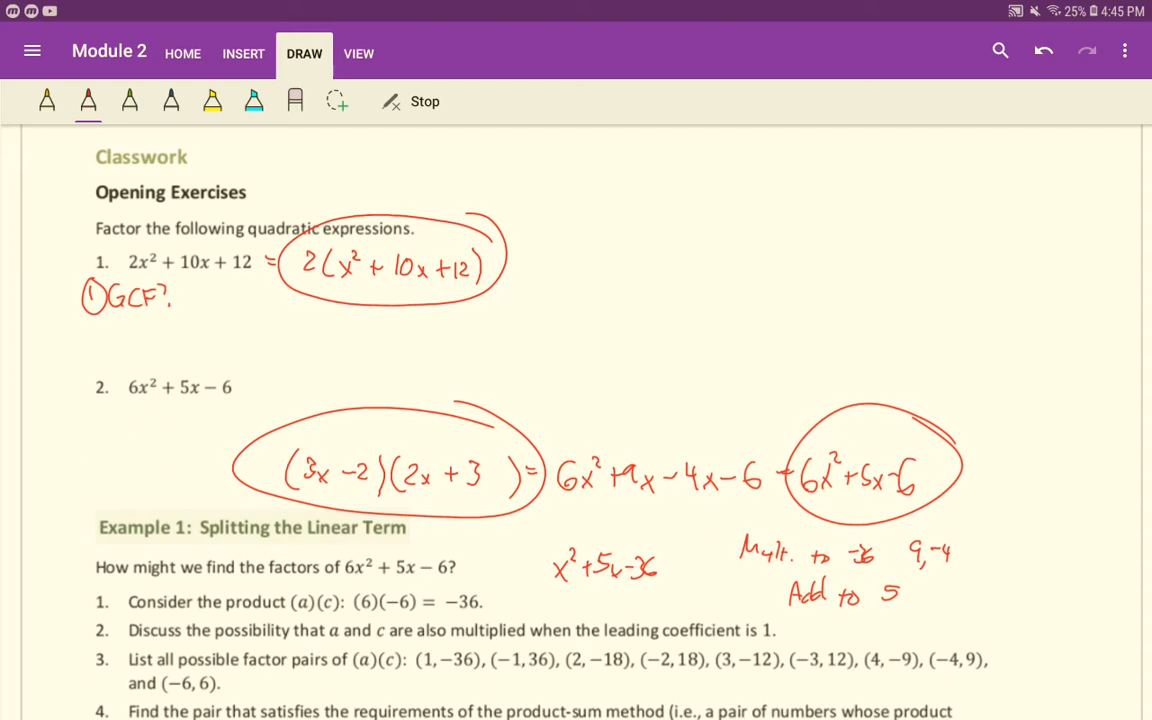 25% 4:45 PM
Module 2 HOME INSERT DRAW VIEW
Stop
Classwork
Opening Exercises
Factor the following quadratic expressions.
1. 2x² + 10x + 12 = 2(x² + 10x + 12)
① GCF?
2. 6x² + 5x − 6
(3x − 2)(2x + 3) = 6x² + 9x − 4x − 6 = 6x² + 5x − 6
Example 1: Splitting the Linear Term
Mult. to −36 9, −4
How might we find the factors of 6x² + 5x − 6? x² + 5x − 36
Add to 5
1. Consider the product (a)(c): (6)(−6) = −36.
2. Discuss the possibility that a and c are also multiplied when the leading coefficient is 1.
3. List all possible factor pairs of (a)(c): (1, −36), (−1, 36), (2, −18), (−2, 18), (3, −12), (−3, 12), (4, −9), (−4, 9),
and (−6, 6).
4. Find the pair that satisfies the requirements of the product-sum method (i.e., a pair of numbers whose product